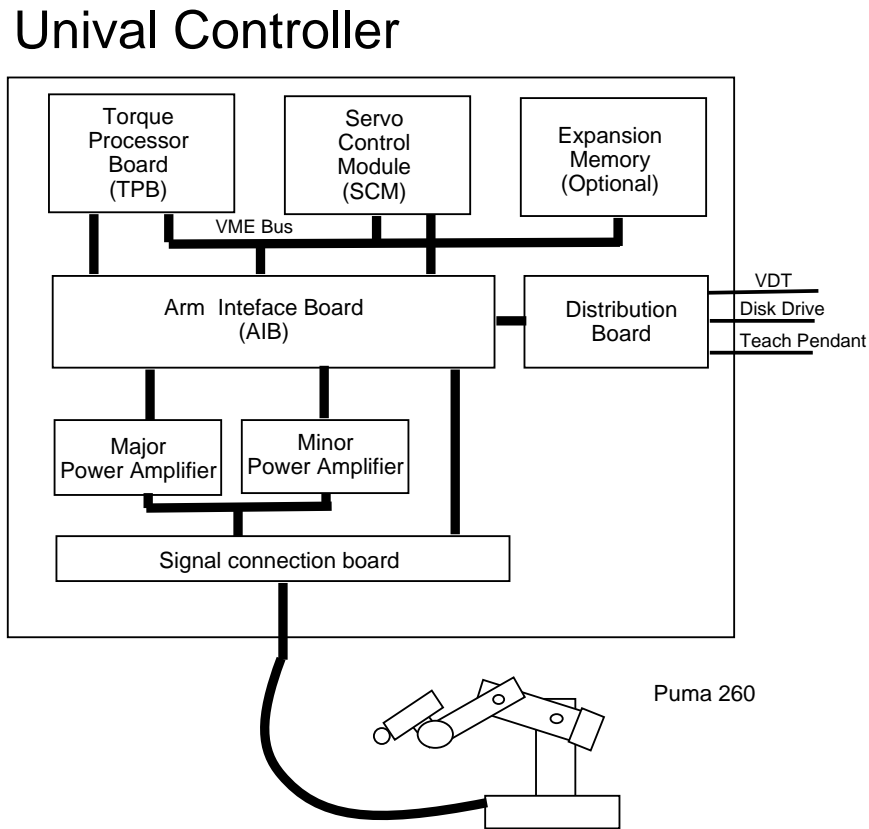 Unival Controller
Torque
Processor
Board
(TPB)
Servo
Control
Module
(SCM)
Expansion
Memory
(Optional)
VME Bus
Arm Inteface Board
(AIB)
Distribution
Board
VDT
Disk Drive
Teach Pendant
Major
Power Amplifier
Minor
Power Amplifier
Signal connection board
Puma 260